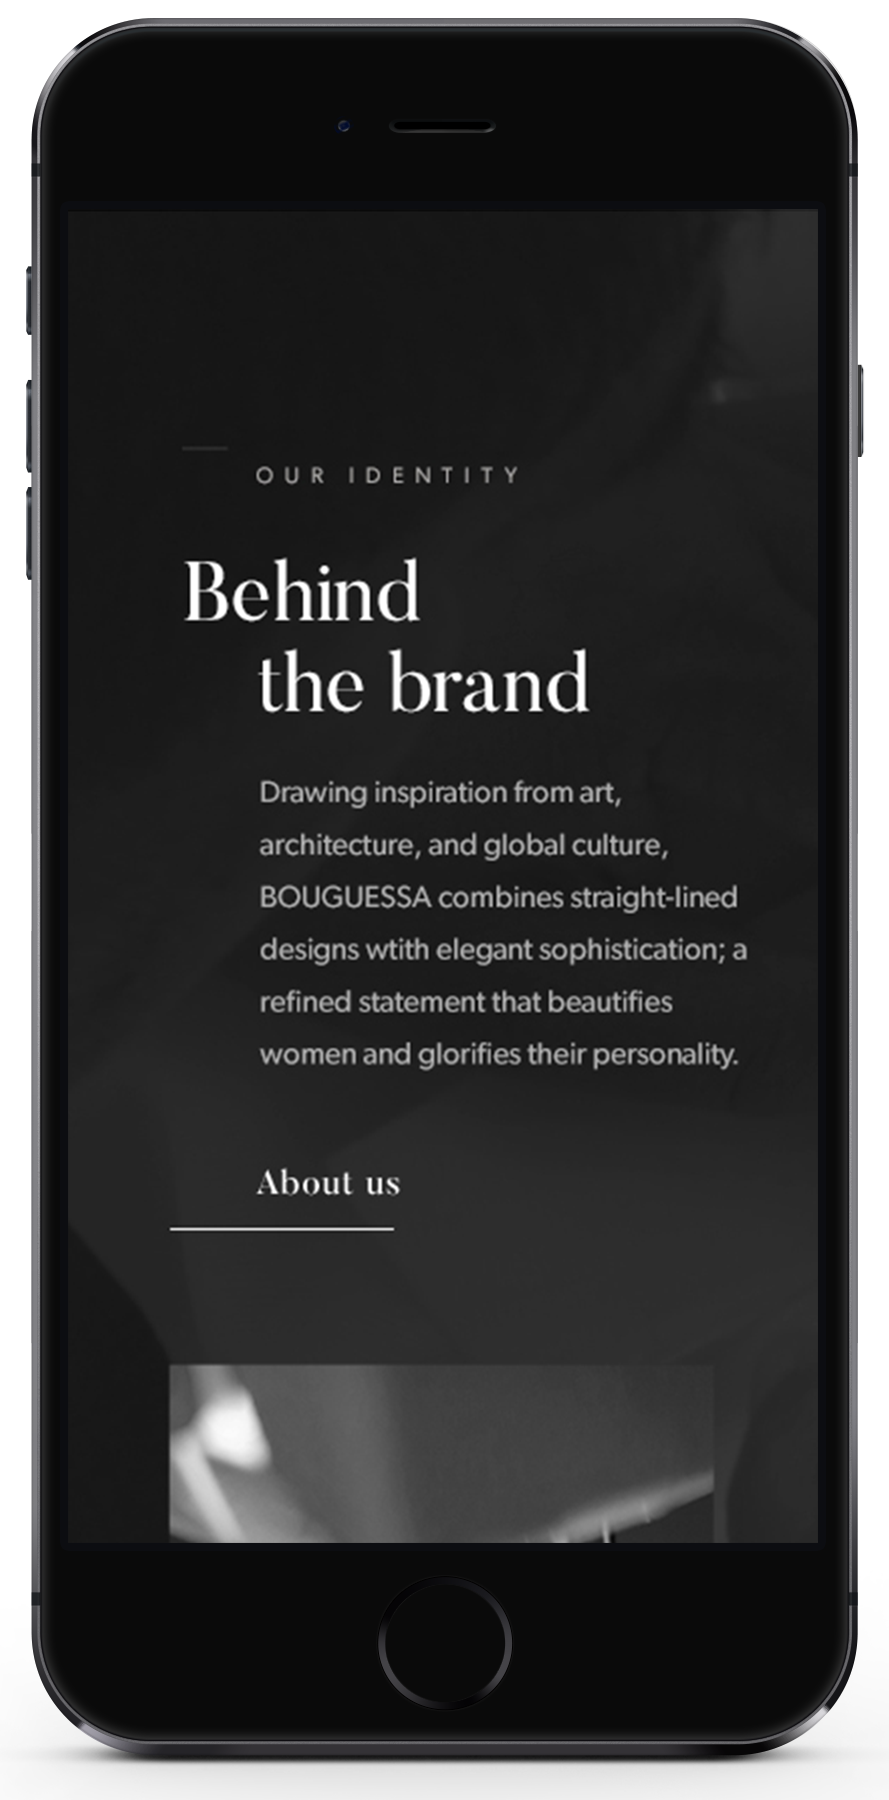 OUR IDENTITY
Behind
the brand
Drawing inspiration from art,
architecture, and global culture,
BOUGUESSA combines straight-lined
designs wtith elegant sophistication; a
refined statement that beautifies
women and glorifies their personality.
About us